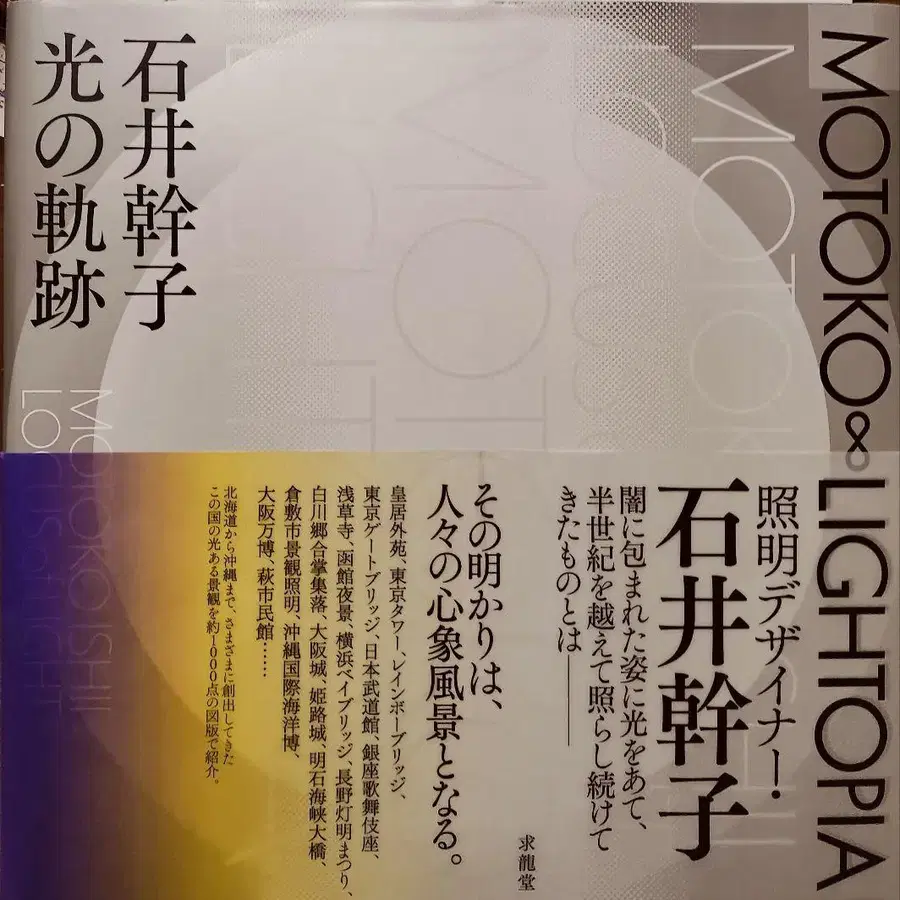 MOTOKO∞LIGHTOPIA
石井幹子
光の軌跡
MOTOKO ISHII
Locus of Light
照明デザイナー・
石井幹子
闇に包まれた姿に光をあて、
半世紀を越えて照らし続けて
きたものとは――
その明かりは、
人々の心象風景となる。
皇居外苑、東京タワー、レインボーブリッジ、
東京ゲートブリッジ、日本武道館、銀座歌舞伎座、
浅草寺、函館夜景、横浜ベイブリッジ、長野灯明まつり、
白川郷合掌集落、大阪城、姫路城、明石海峡大橋、
倉敷市景観照明、沖縄国際海洋博、
大阪万博、萩市民館……
北海道から沖縄まで、さまざまに創出してきた
この国の光ある景観を約1000点の図版で紹介。
求龍堂